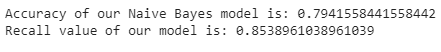 Accuracy of our Naive Bayes model is: 0.7941558441558442
Recall value of our model is: 0.8538961038961039